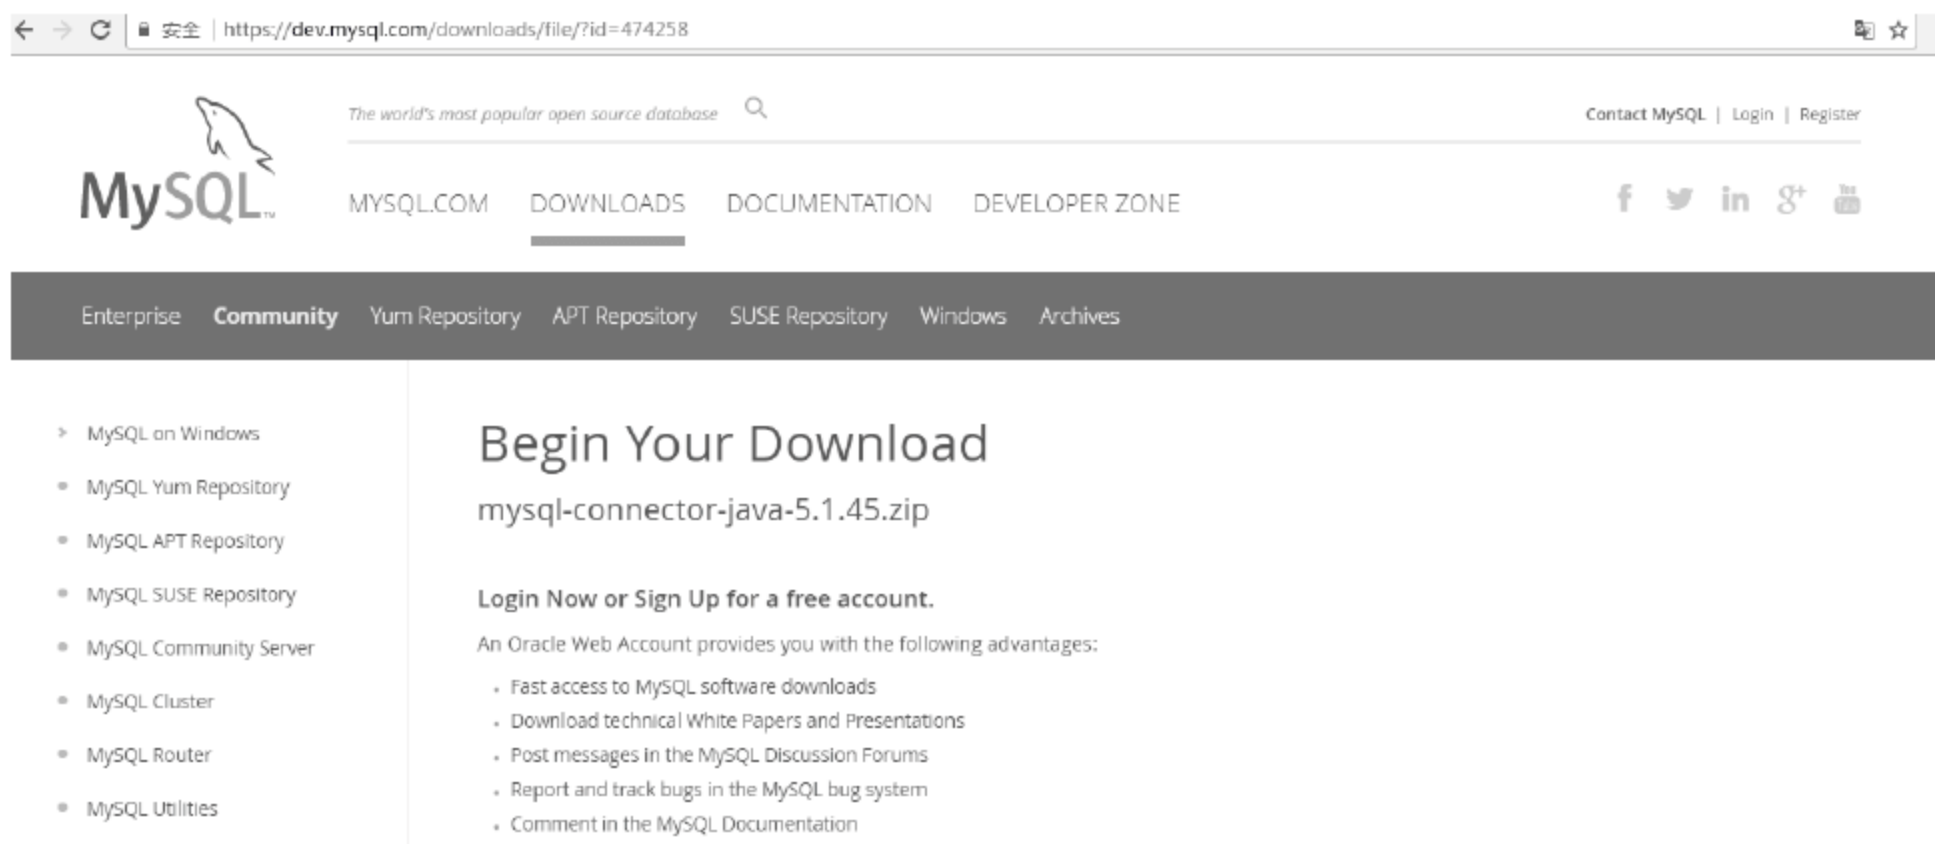 安全 https://dev.mysql.com/downloads/file/?id=474258
The world's most popular open source database
Contact MySQL | Login | Register
MySQL™
MYSQL.COM DOWNLOADS DOCUMENTATION DEVELOPER ZONE
f in g+ You Tube
Enterprise Community Yum Repository APT Repository SUSE Repository Windows Archives
MySQL on Windows
MySQL Yum Repository
MySQL APT Repository
MySQL SUSE Repository
MySQL Community Server
MySQL Cluster
MySQL Router
MySQL Utilities
Begin Your Download
mysql-connector-java-5.1.45.zip
Login Now or Sign Up for a free account.
An Oracle Web Account provides you with the following advantages:
Fast access to MySQL software downloads
Download technical White Papers and Presentations
Post messages in the MySQL Discussion Forums
Report and track bugs in the MySQL bug system
Comment in the MySQL Documentation